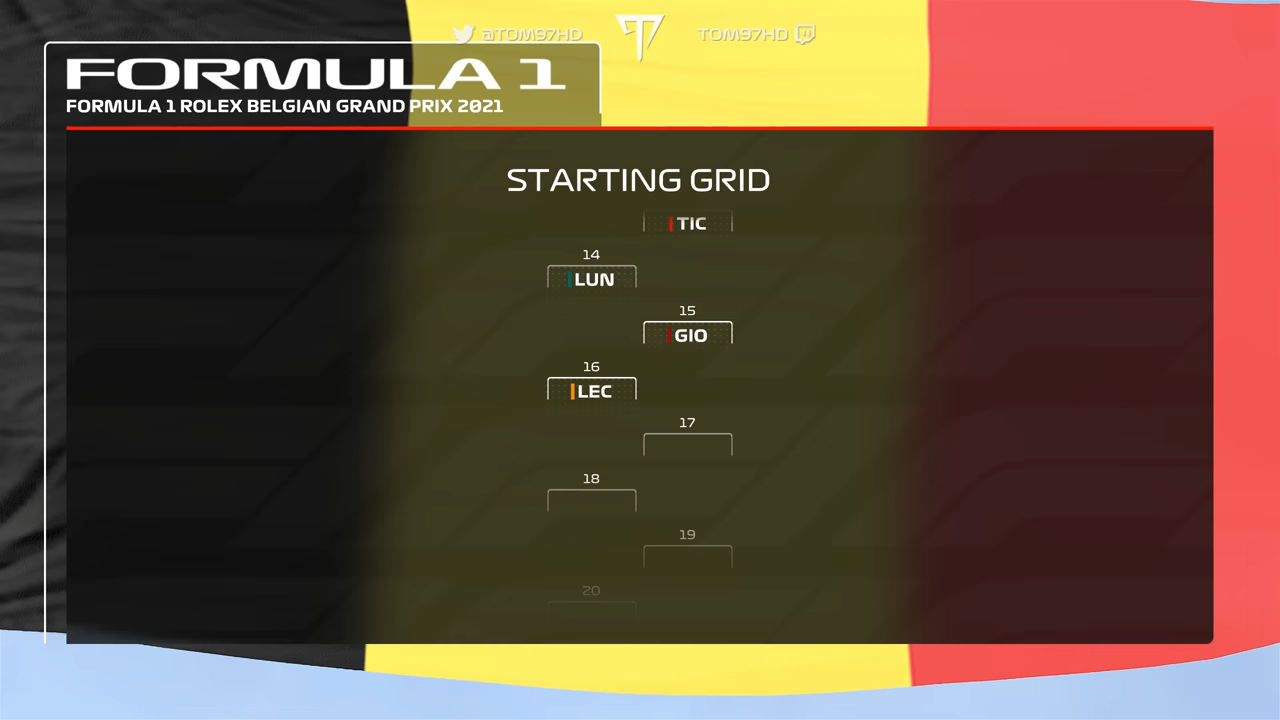 @TOM97HD
TOM97HD
FORMULA 1
FORMULA 1 ROLEX BELGIAN GRAND PRIX 2021
STARTING GRID
TIC
14
LUN
15
GIO
16
LEC
17
18
19
20